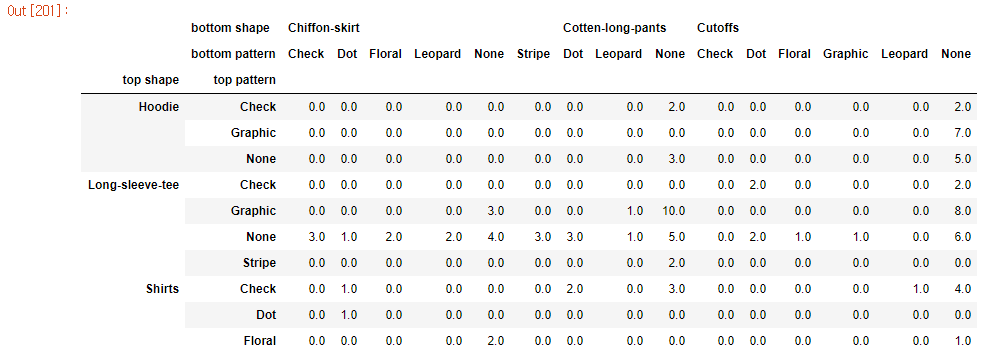 Out [201] :
bottom shape Chiffon-skirt Cotten-long-pants Cutoffs
bottom pattern Check Dot Floral Leopard None Stripe Dot Leopard None Check Dot Floral Graphic Leopard None
top shape top pattern
Hoodie Check 0.0 0.0 0.0 0.0 0.0 0.0 0.0 0.0 2.0 0.0 0.0 0.0 0.0 0.0 2.0
Graphic 0.0 0.0 0.0 0.0 0.0 0.0 0.0 0.0 0.0 0.0 0.0 0.0 0.0 0.0 7.0
None 0.0 0.0 0.0 0.0 0.0 0.0 0.0 0.0 3.0 0.0 0.0 0.0 0.0 0.0 5.0
Long-sleeve-tee Check 0.0 0.0 0.0 0.0 0.0 0.0 0.0 0.0 0.0 0.0 2.0 0.0 0.0 0.0 2.0
Graphic 0.0 0.0 0.0 0.0 3.0 0.0 0.0 1.0 10.0 0.0 0.0 0.0 0.0 0.0 8.0
None 3.0 1.0 2.0 2.0 4.0 3.0 3.0 1.0 5.0 0.0 2.0 1.0 1.0 0.0 6.0
Stripe 0.0 0.0 0.0 0.0 0.0 0.0 0.0 0.0 2.0 0.0 0.0 0.0 0.0 0.0 0.0
Shirts Check 0.0 1.0 0.0 0.0 0.0 0.0 2.0 0.0 3.0 0.0 0.0 0.0 0.0 1.0 4.0
Dot 0.0 1.0 0.0 0.0 0.0 0.0 0.0 0.0 0.0 0.0 0.0 0.0 0.0 0.0 0.0
Floral 0.0 0.0 0.0 0.0 2.0 0.0 0.0 0.0 0.0 0.0 0.0 0.0 0.0 0.0 1.0